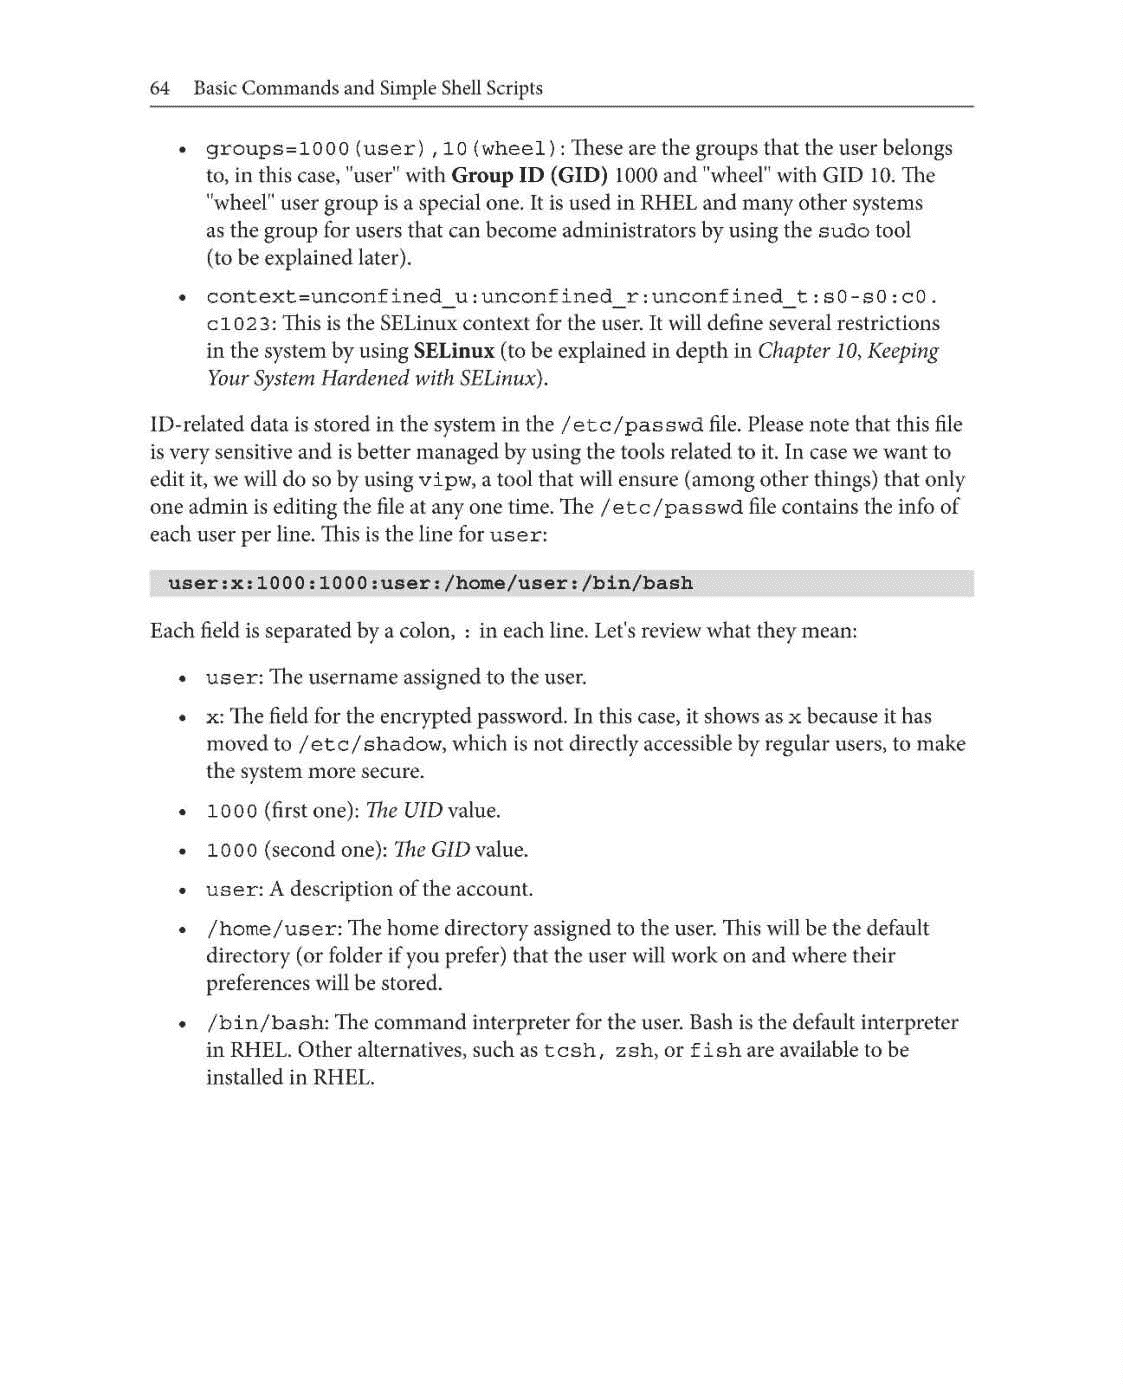 64 Basic Commands and Simple Shell Scripts
• groups=1000(user),10(wheel): These are the groups that the user belongs
to, in this case, "user" with Group ID (GID) 1000 and "wheel" with GID 10. The
"wheel" user group is a special one. It is used in RHEL and many other systems
as the group for users that can become administrators by using the sudo tool
(to be explained later).
• context=unconfined_u:unconfined_r:unconfined_t:s0-s0:c0.
c1023: This is the SELinux context for the user. It will define several restrictions
in the system by using SELinux (to be explained in depth in Chapter 10, Keeping
Your System Hardened with SELinux).
ID-related data is stored in the system in the /etc/passwd file. Please note that this file
is very sensitive and is better managed by using the tools related to it. In case we want to
edit it, we will do so by using vipw, a tool that will ensure (among other things) that only
one admin is editing the file at any one time. The /etc/passwd file contains the info of
each user per line. This is the line for user:
user:x:1000:1000:user:/home/user:/bin/bash
Each field is separated by a colon, : in each line. Let's review what they mean:
• user: The username assigned to the user.
• x: The field for the encrypted password. In this case, it shows as x because it has
moved to /etc/shadow, which is not directly accessible by regular users, to make
the system more secure.
• 1000 (first one): The UID value.
• 1000 (second one): The GID value.
• user: A description of the account.
• /home/user: The home directory assigned to the user. This will be the default
directory (or folder if you prefer) that the user will work on and where their
preferences will be stored.
• /bin/bash: The command interpreter for the user. Bash is the default interpreter
in RHEL. Other alternatives, such as tcsh, zsh, or fish are available to be
installed in RHEL.